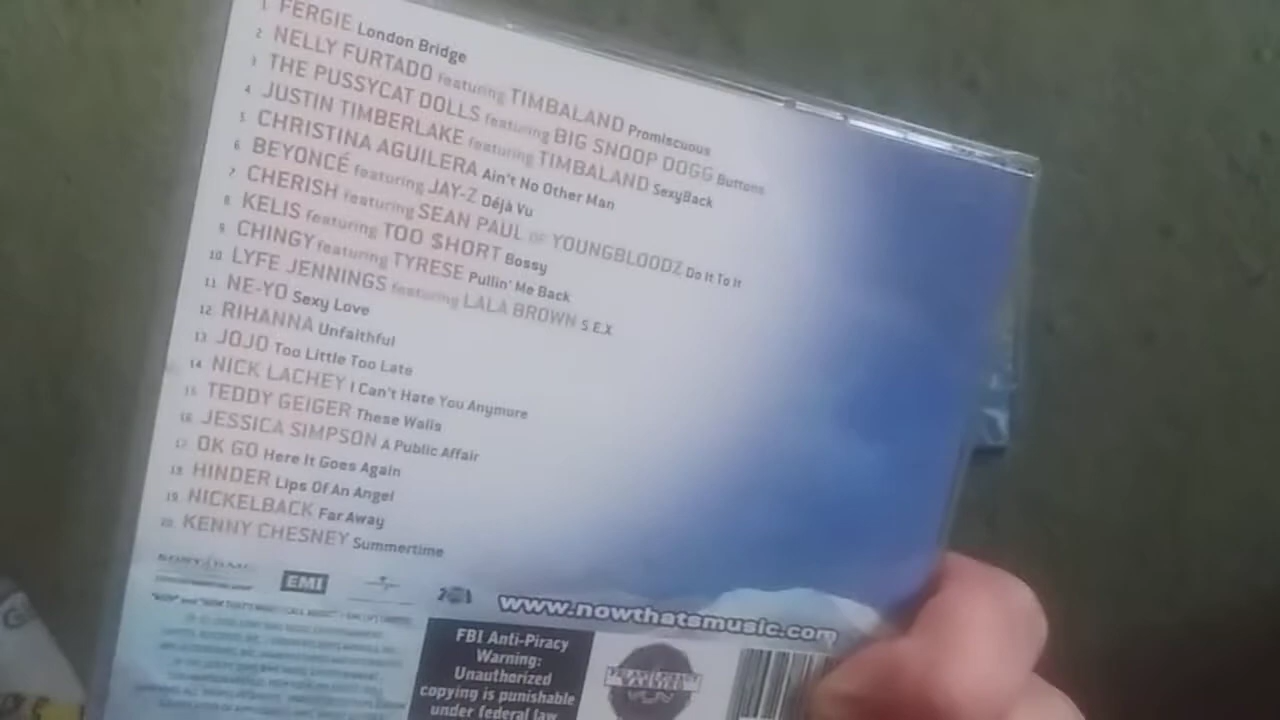 1 FERGIE London Bridge
2 NELLY FURTADO featuring TIMBALAND Promiscuous
3 THE PUSSYCAT DOLLS featuring BIG SNOOP DOGG Buttons
4 JUSTIN TIMBERLAKE featuring TIMBALAND SexyBack
5 CHRISTINA AGUILERA Ain't No Other Man
6 BEYONCÉ featuring JAY-Z Déjà Vu
7 CHERISH featuring SEAN PAUL OF YOUNGBLOODZ Do It To It
8 KELIS featuring TOO $HORT Bossy
9 CHINGY featuring TYRESE Pullin' Me Back
10 LYFE JENNINGS featuring LALA BROWN S.E.X.
11 NE-YO Sexy Love
12 RIHANNA Unfaithful
13 JOJO Too Little Too Late
14 NICK LACHEY I Can't Hate You Anymore
15 TEDDY GEIGER These Walls
16 JESSICA SIMPSON A Public Affair
17 OK GO Here It Goes Again
18 HINDER Lips Of An Angel
19 NICKELBACK Far Away
20 KENNY CHESNEY Summertime
SONY BMG
EMI
www.nowthatsmusic.com
FBI Anti-Piracy
Warning:
Unauthorized
copying is punishable
under federal law